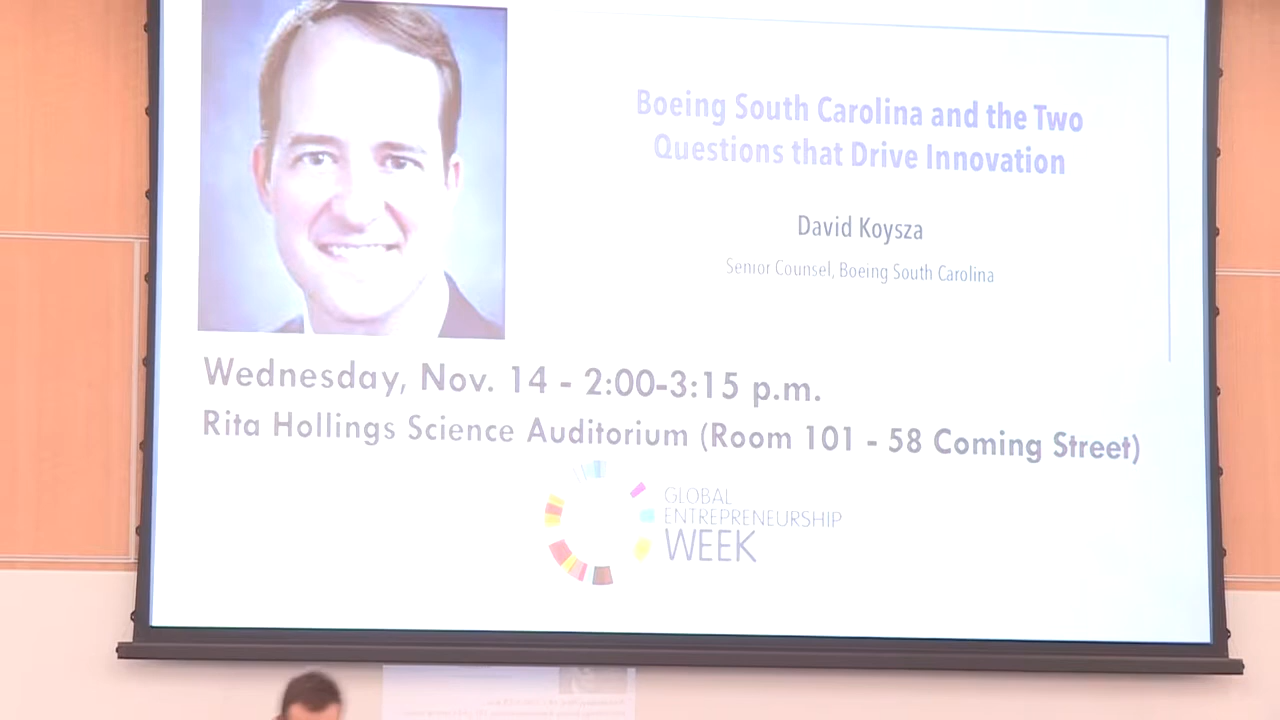 Boeing South Carolina and the Two
Questions that Drive Innovation
David Koysza
Senior Counsel, Boeing South Carolina
Wednesday, Nov. 14 - 2:00-3:15 p.m.
Rita Hollings Science Auditorium (Room 101 - 58 Coming Street)
GLOBAL
ENTREPRENEURSHIP
WEEK